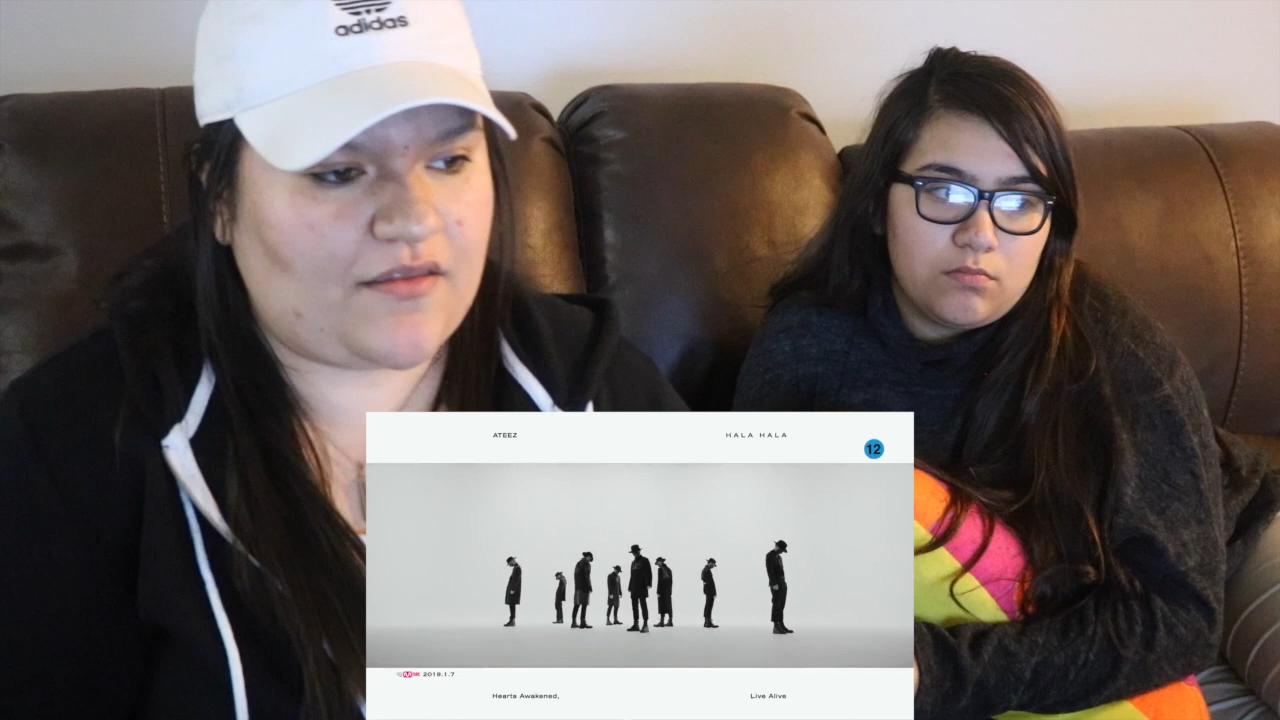 adidas
ATEEZ
HALA HALA
12
2019.1.7
Hearts Awakened,
Live Alive